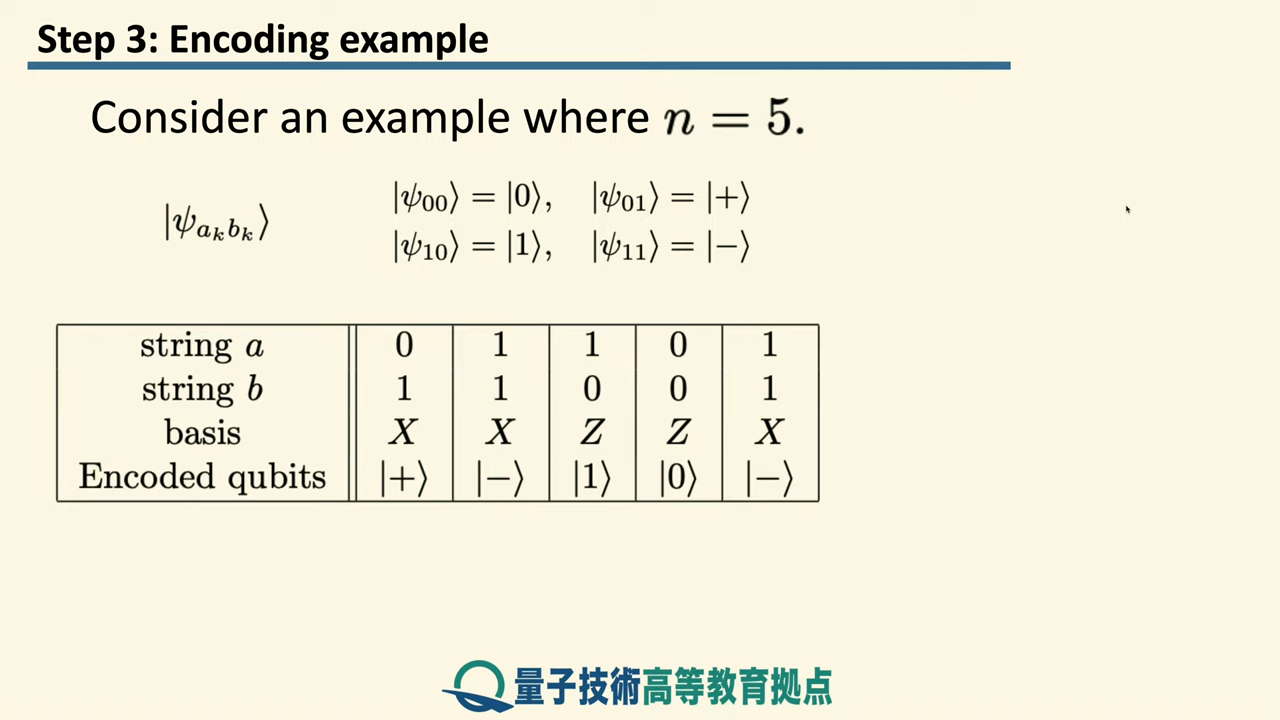 Step 3: Encoding example
Consider an example where n = 5.
|ψ_{a_k b_k}⟩
|ψ₀₀⟩ = |0⟩, |ψ₀₁⟩ = |+⟩
|ψ₁₀⟩ = |1⟩, |ψ₁₁⟩ = |−⟩
string a 0 1 1 0 1
string b 1 1 0 0 1
basis X X Z Z X
Encoded qubits |+⟩ |−⟩ |1⟩ |0⟩ |−⟩
量子技術高等教育拠点